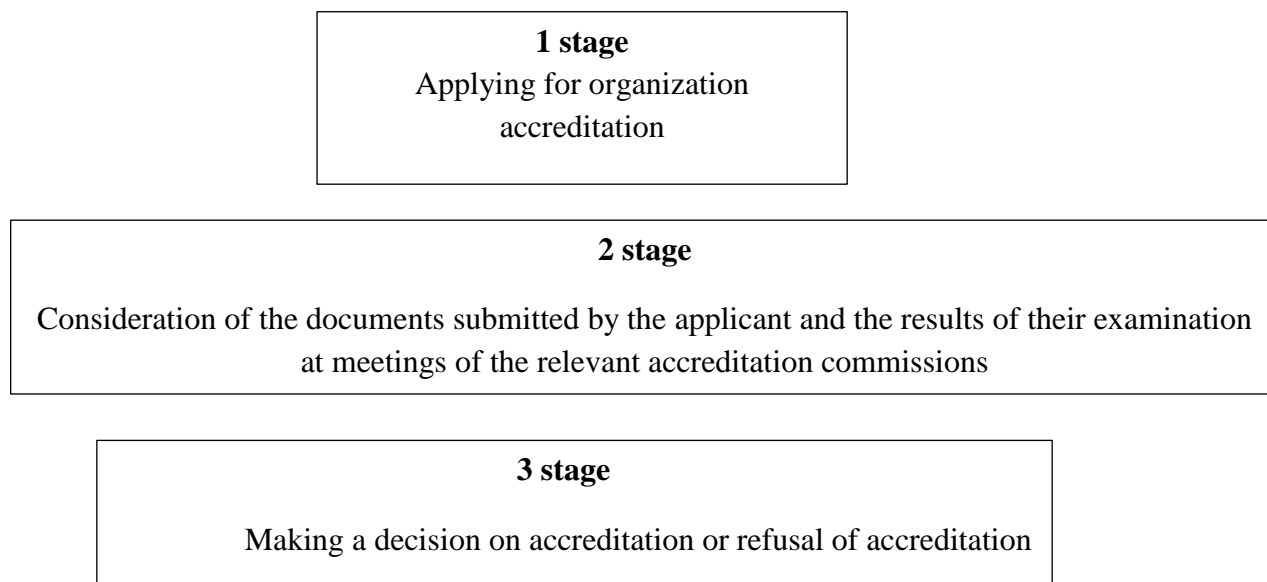 1 stage
Applying for organization
accreditation
2 stage
Consideration of the documents submitted by the applicant and the results of their examination
at meetings of the relevant accreditation commissions
3 stage
Making a decision on accreditation or refusal of accreditation